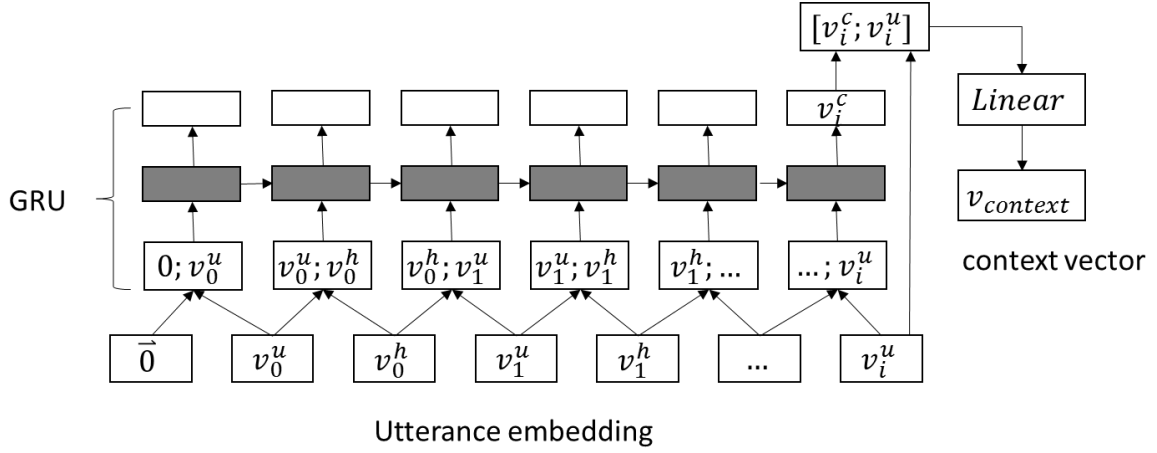 [v_i^c; v_i^u]
Linear
v_i^c
GRU
v_context
0; v_0^u
v_0^u; v_0^h
v_0^h; v_1^u
v_1^u; v_1^h
v_1^h; ...
...; v_i^u
context vector
0⃗
v_0^u
v_0^h
v_1^u
v_1^h
...
v_i^u
Utterance embedding